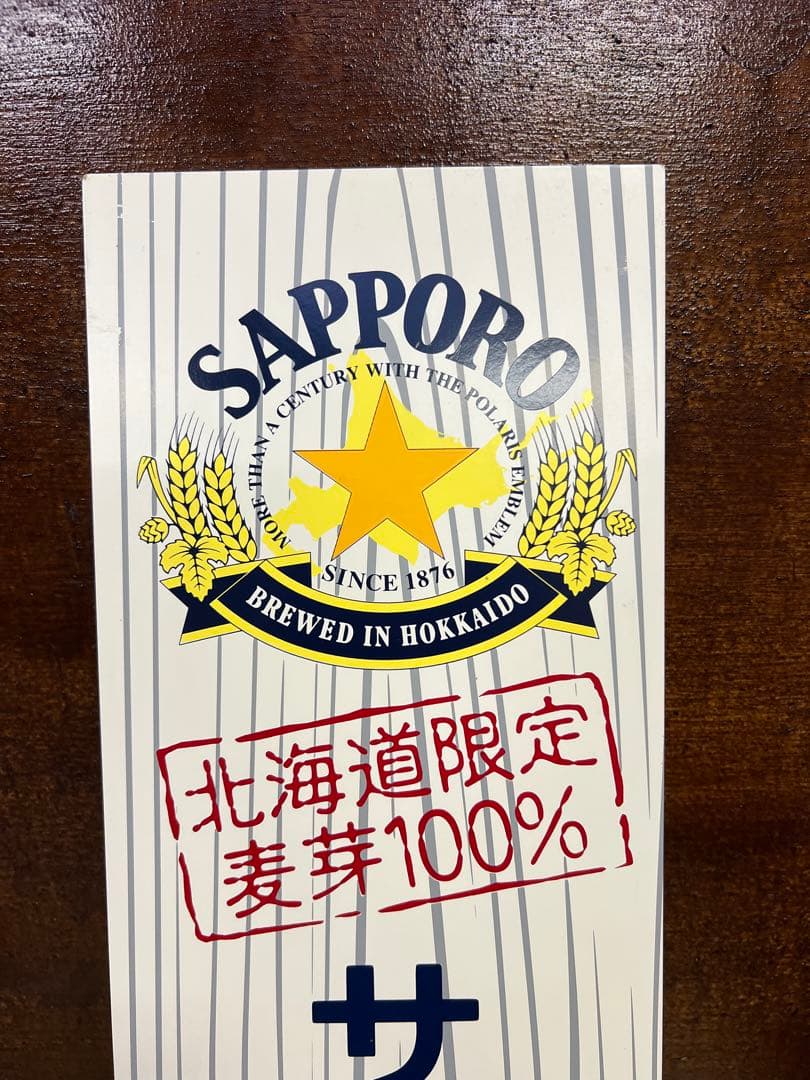 SAPPORO
MORE THAN A CENTURY WITH THE POLARIS EMBLEM
SINCE 1876
BREWED IN HOKKAIDO
北海道限定
麦芽100%
サ